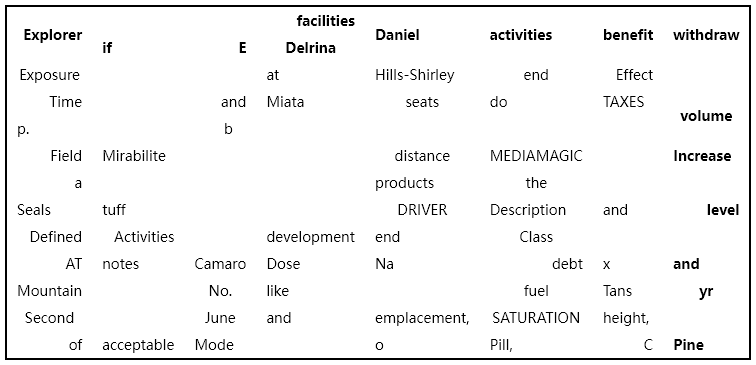 facilities
Explorer Daniel activities benefit withdraw
if E Delrina
Exposure at Hills-Shirley end Effect
Time and Miata seats do TAXES
volume
p. b
Field Mirabilite distance MEDIAMAGIC Increase
a products the
Seals tuff DRIVER Description and level
Defined Activities development end Class
AT notes Camaro Dose Na debt x and
Mountain No. like fuel Tans yr
Second June and emplacement, SATURATION height,
of acceptable Mode o Pill, C Pine